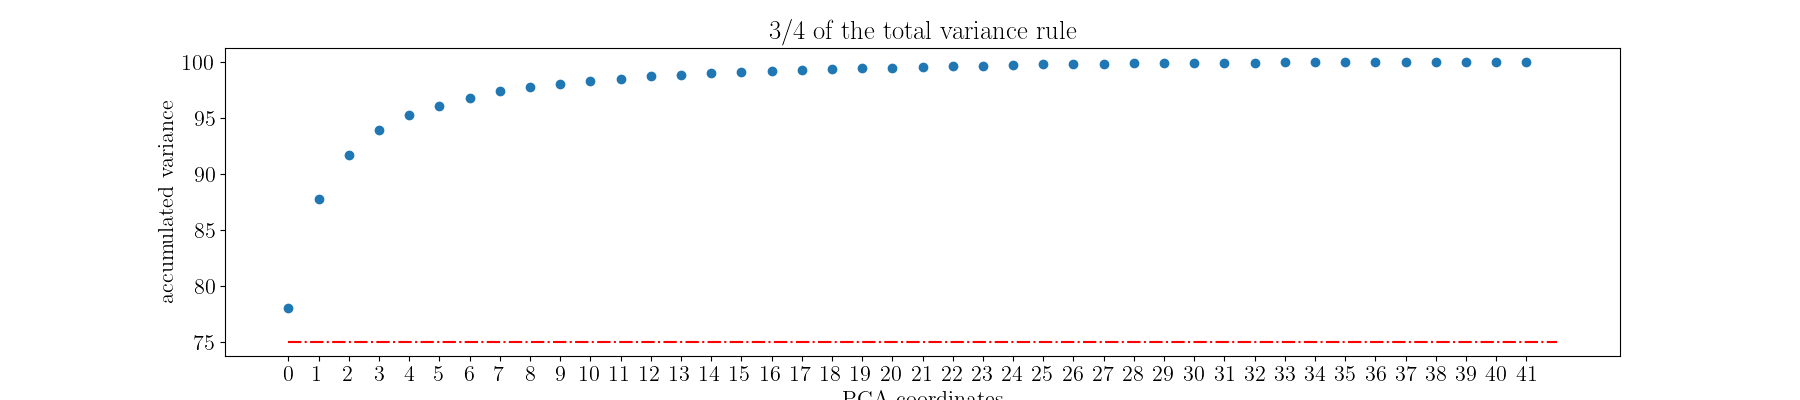 3/4 of the total variance rule
accumulated variance
100
95
90
85
80
75
0 1 2 3 4 5 6 7 8 9 10 11 12 13 14 15 16 17 18 19 20 21 22 23 24 25 26 27 28 29 30 31 32 33 34 35 36 37 38 39 40 41
PCA coordinates